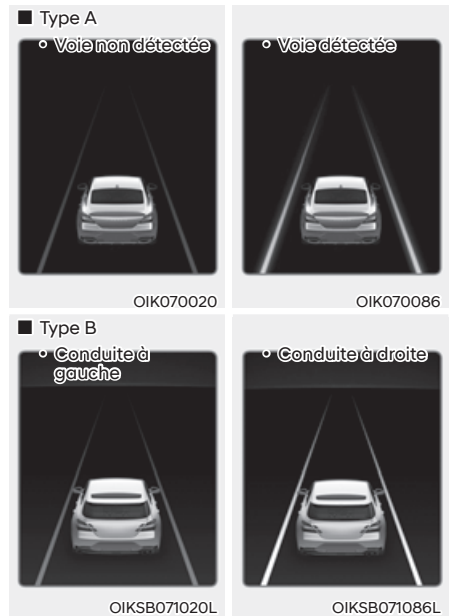 ■ Type A
• Voie non détectée
• Voie détectée
OIK070020
OIK070086
■ Type B
• Conduite à
gauche
• Conduite à droite
OIKSB071020L
OIKSB071086L